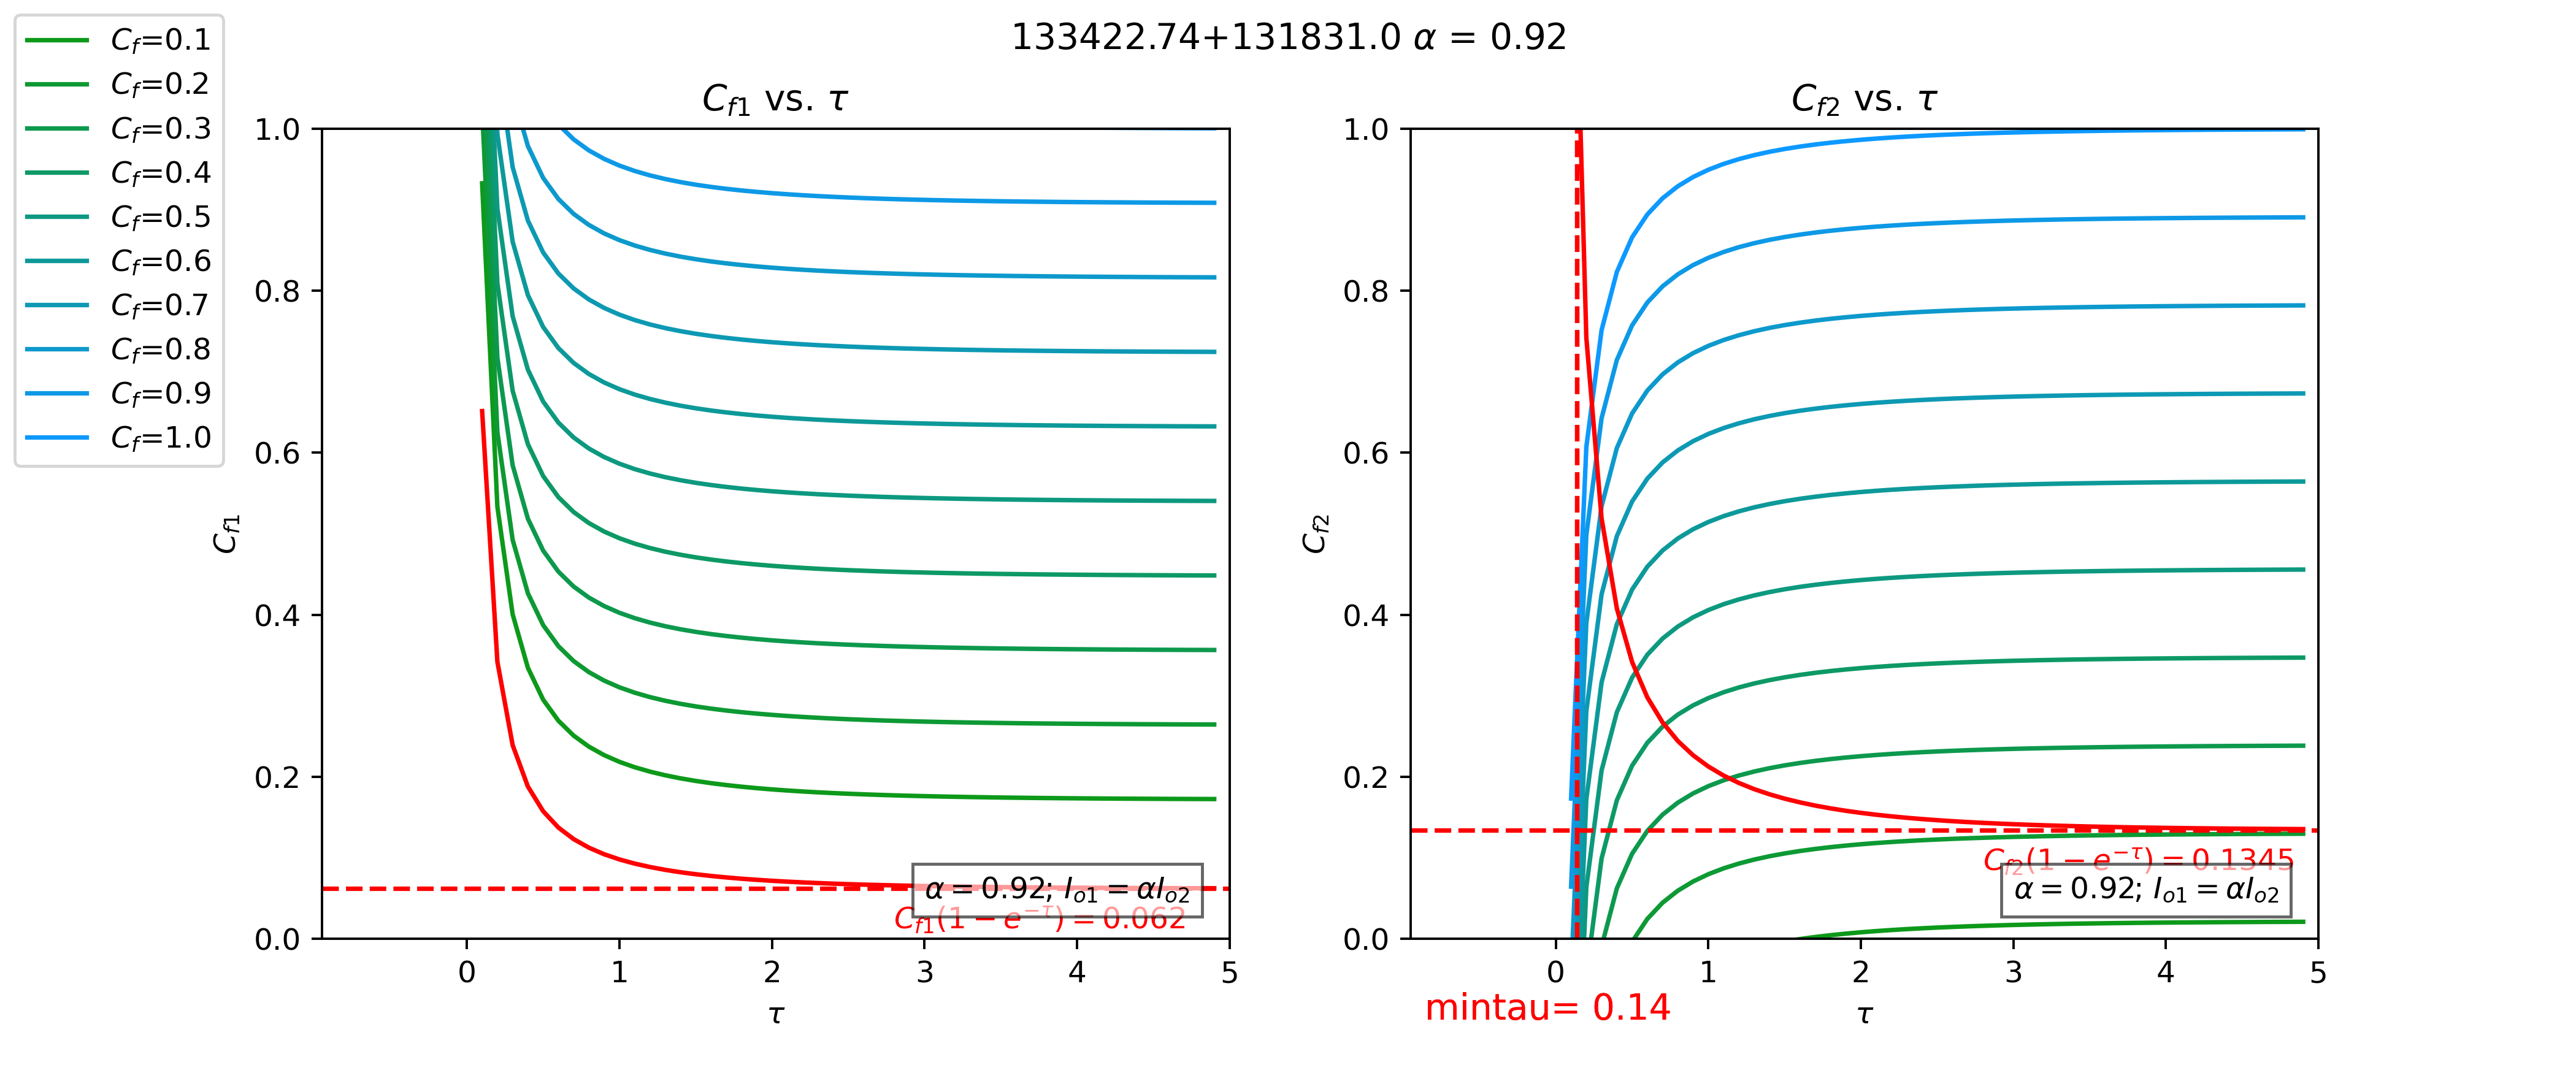 133422.74+131831.0 α = 0.92
C_f=0.1
C_f=0.2
C_f=0.3
C_f=0.4
C_f=0.5
C_f=0.6
C_f=0.7
C_f=0.8
C_f=0.9
C_f=1.0
C_f1 vs. τ
1.0
0.8
0.6
0.4
0.2
0.0
C_f1
α = 0.92; I_o1 = αI_o2
C_f1(1 − e^−τ) = 0.062
0 1 2 3 4 5
τ
C_f2 vs. τ
1.0
0.8
0.6
0.4
0.2
0.0
C_f2
C_f2(1 − e^−τ) = 0.1345
α = 0.92; I_o1 = αI_o2
0 1 2 3 4 5
mintau= 0.14
τ